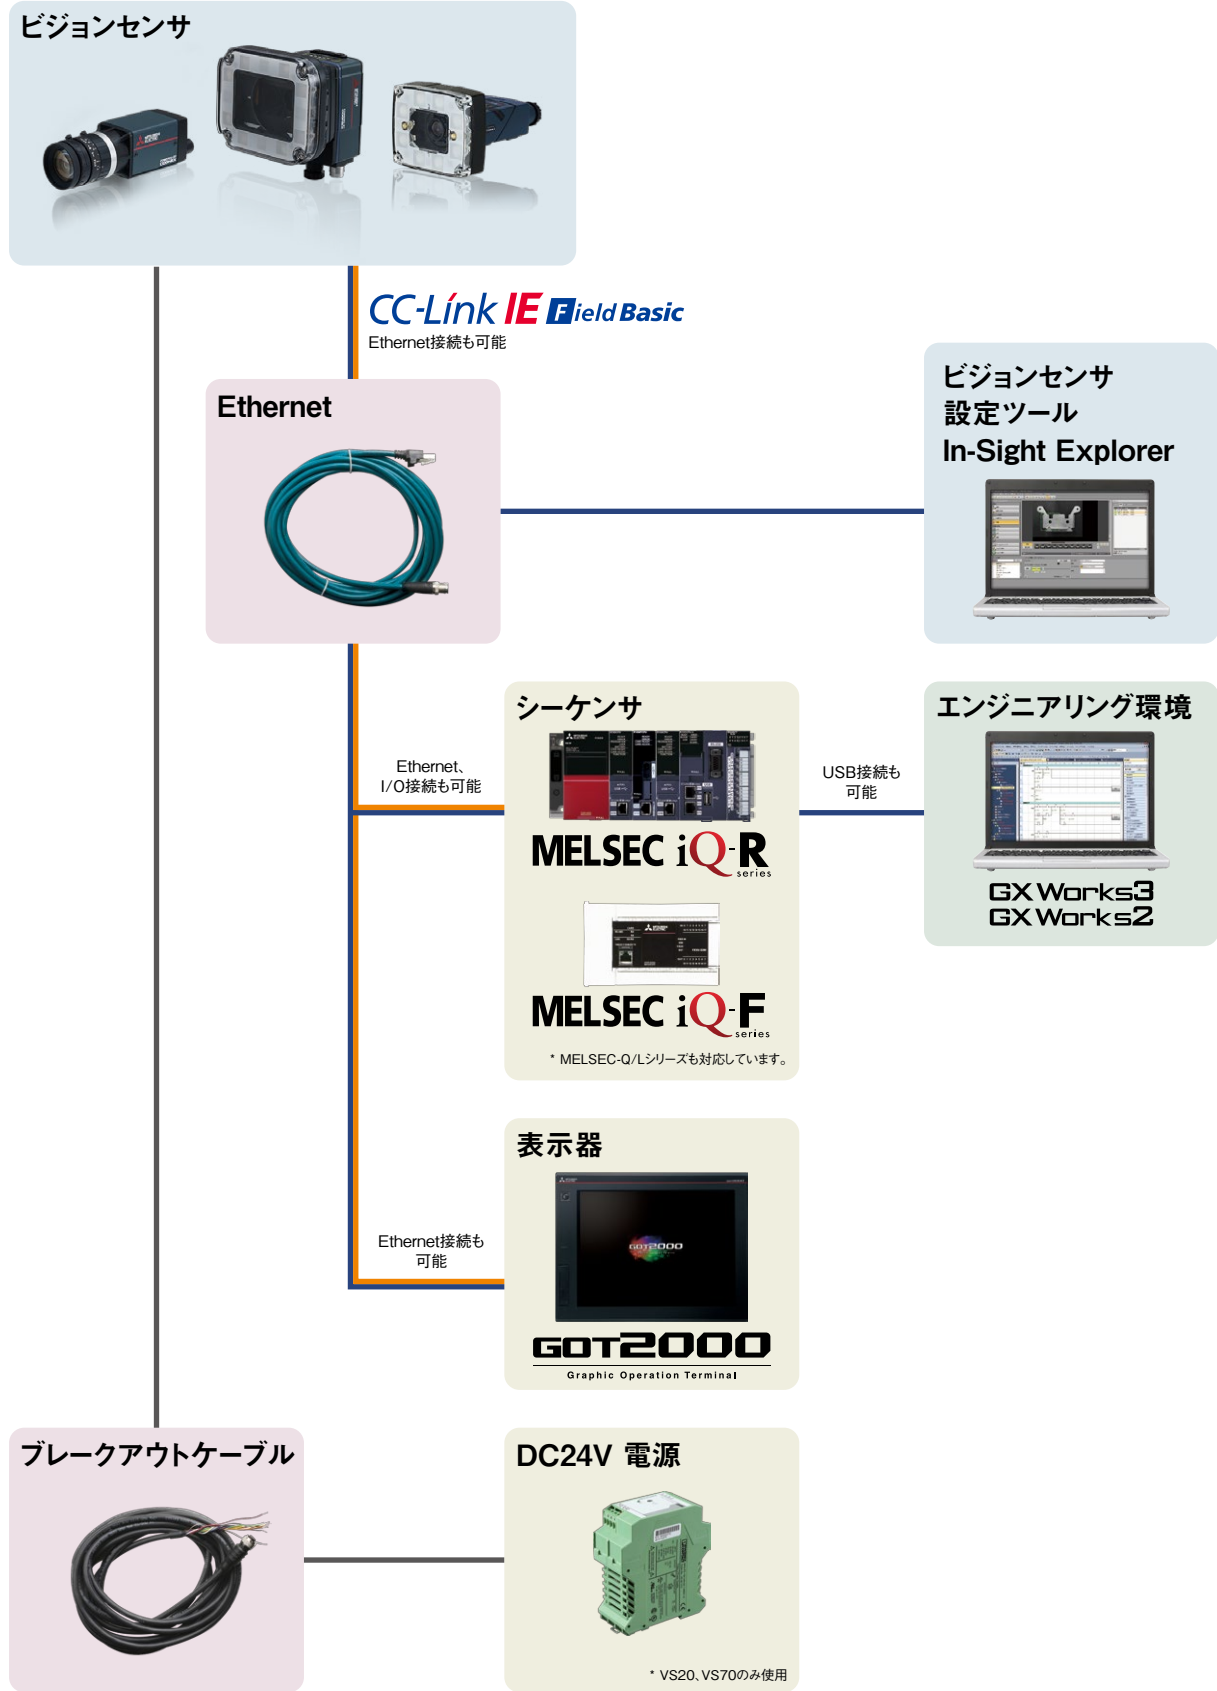 ビジョンセンサ
CC-Link IE Field Basic
Ethernet接続も可能
Ethernet
ビジョンセンサ
設定ツール
In-Sight Explorer
シーケンサ
Ethernet、
I/O接続も可能
MELSEC iQ-R
series
MELSEC iQ-F
series
* MELSEC-Q/Lシリーズも対応しています。
USB接続も
可能
エンジニアリング環境
GX Works3
GX Works2
表示器
Ethernet接続も
可能
GOT2000
GOT2000
Graphic Operation Terminal
ブレークアウトケーブル
DC24V 電源
* VS20、VS70のみ使用